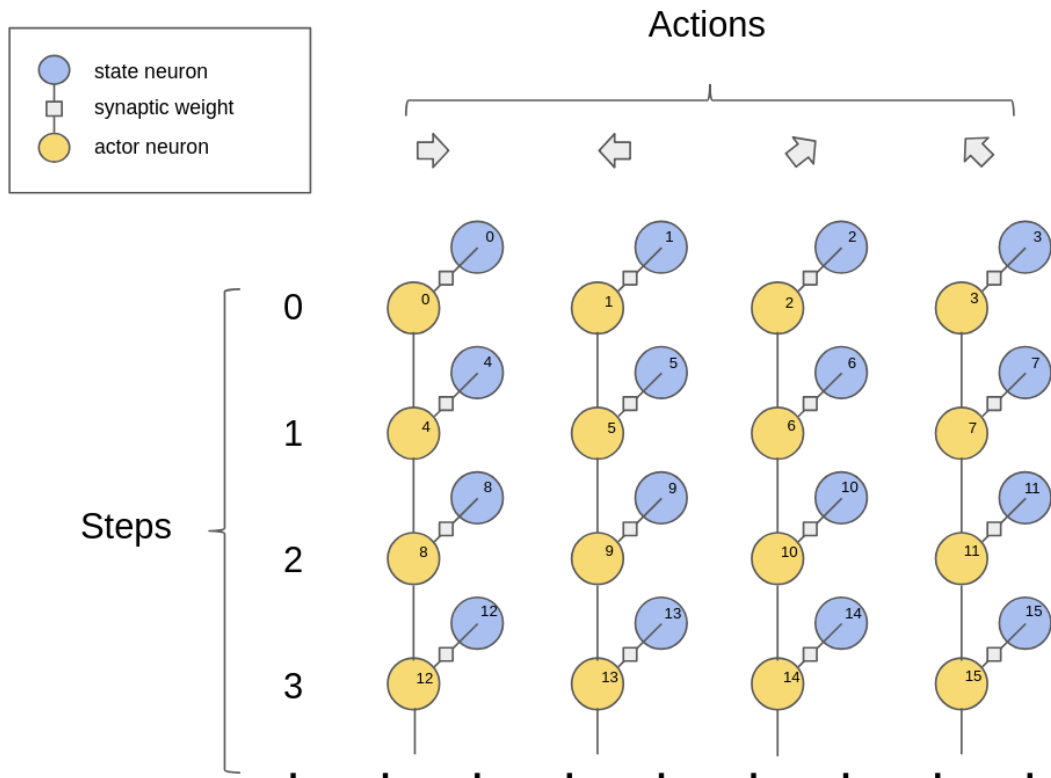 Actions
state neuron
synaptic weight
actor neuron
0 1 2 3
0 0 1 2 3
4 5 6 7
1 4 5 6 7
8 9 10 11
Steps
2 8 9 10 11
12 13 14 15
3 12 13 14 15